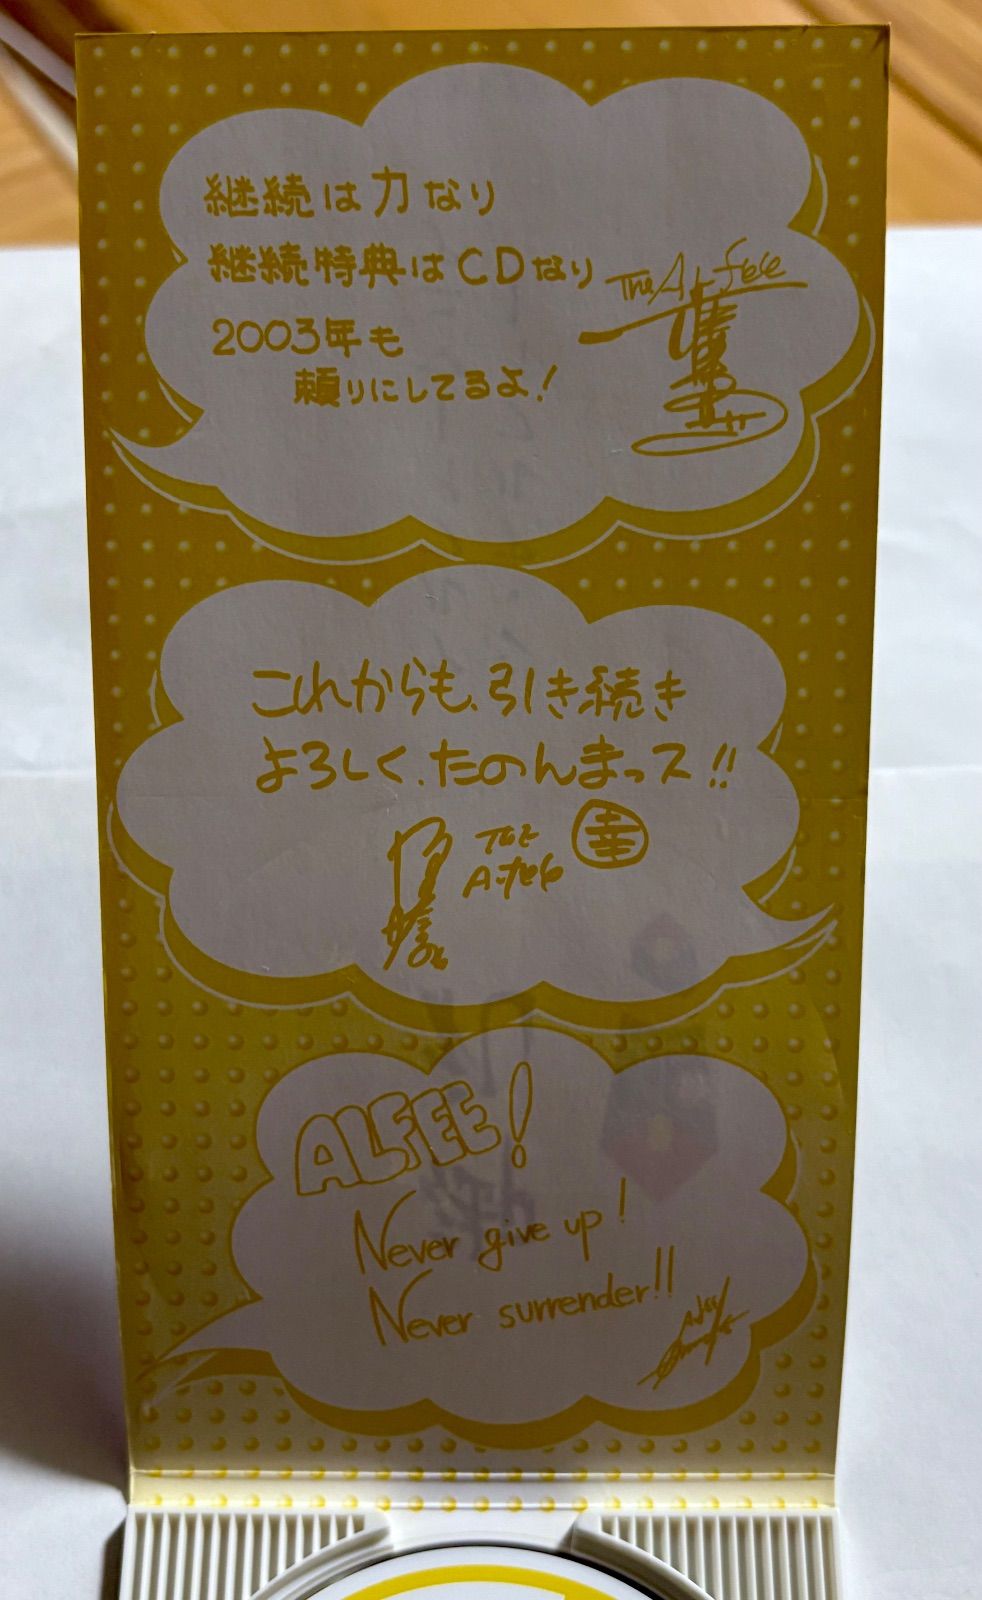 継続は力なり
継続特典はCDなり
2003年も
頼りにしてるよ!
The Alfee
これからも、引き続き
よろしく、たのんまっス!!
THE
Alfee
幸
ALFEE!
Never give up!
Never surrender!!